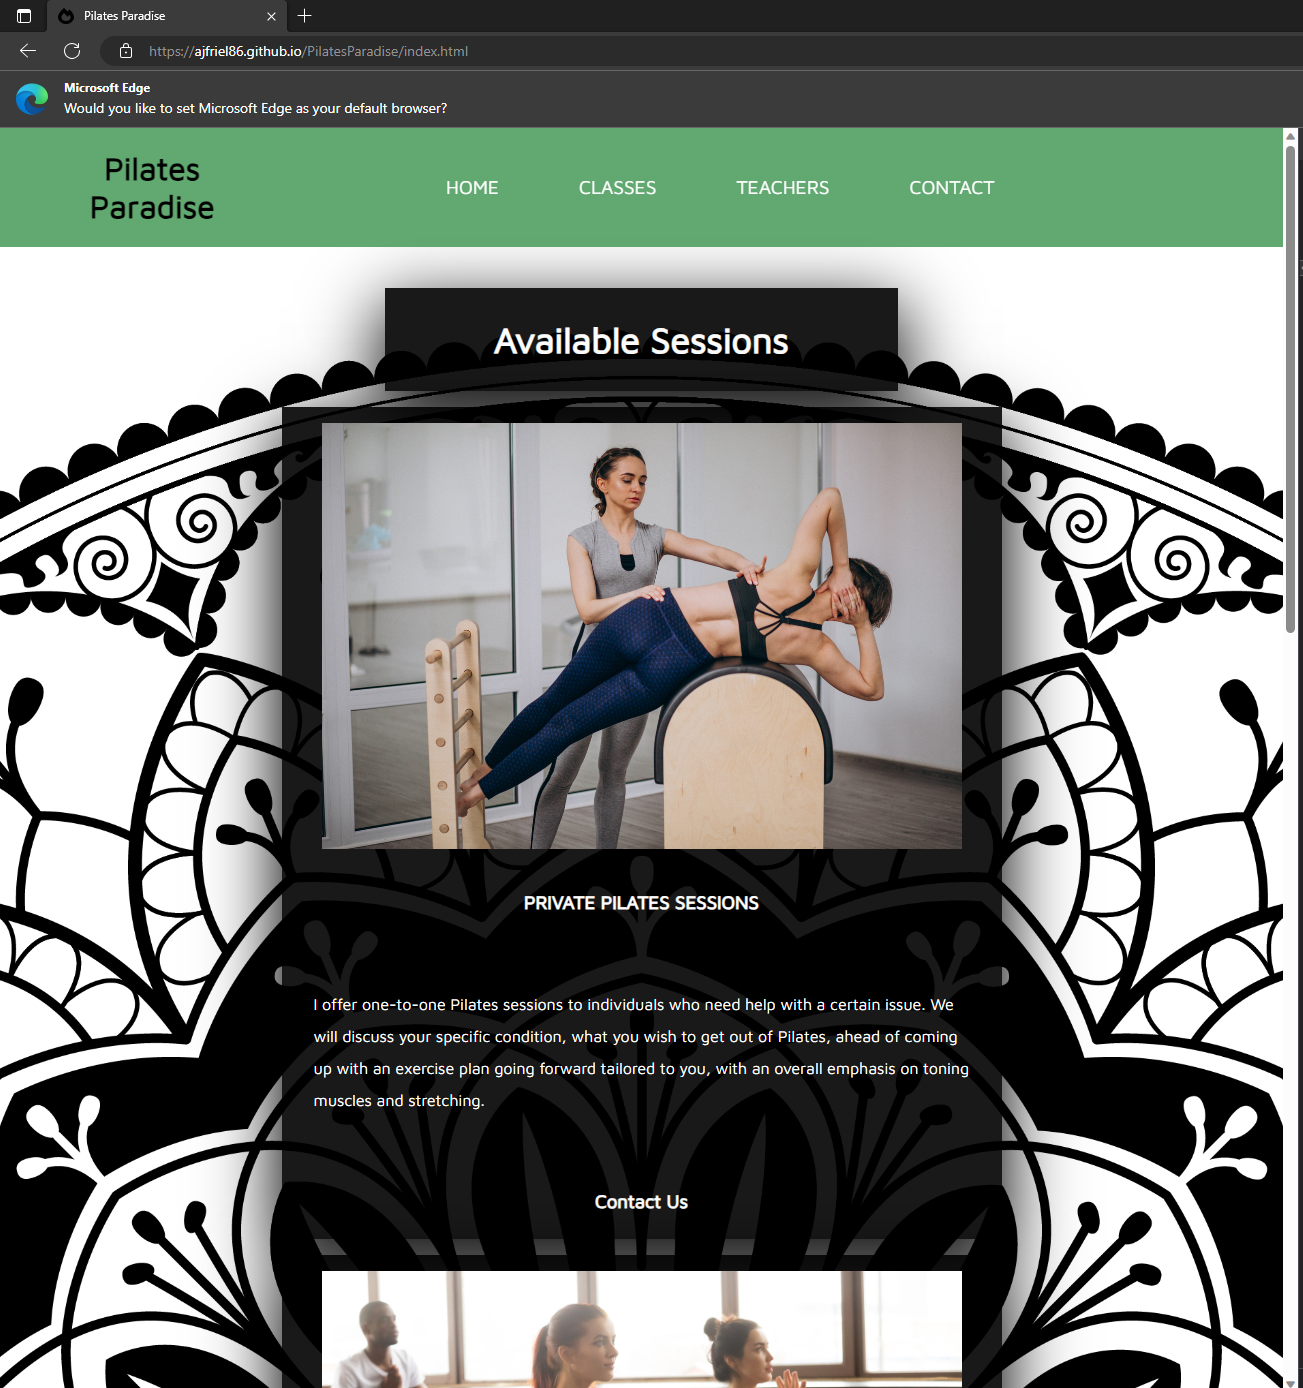 Pilates Paradise
https://ajfriel86.github.io/PilatesParadise/index.html
Microsoft Edge
Would you like to set Microsoft Edge as your default browser?
Pilates
Paradise
HOME
CLASSES
TEACHERS
CONTACT
Available Sessions
PRIVATE PILATES SESSIONS
I offer one-to-one Pilates sessions to individuals who need help with a certain issue. We
will discuss your specific condition, what you wish to get out of Pilates, ahead of coming
up with an exercise plan going forward tailored to you, with an overall emphasis on toning
muscles and stretching.
Contact Us